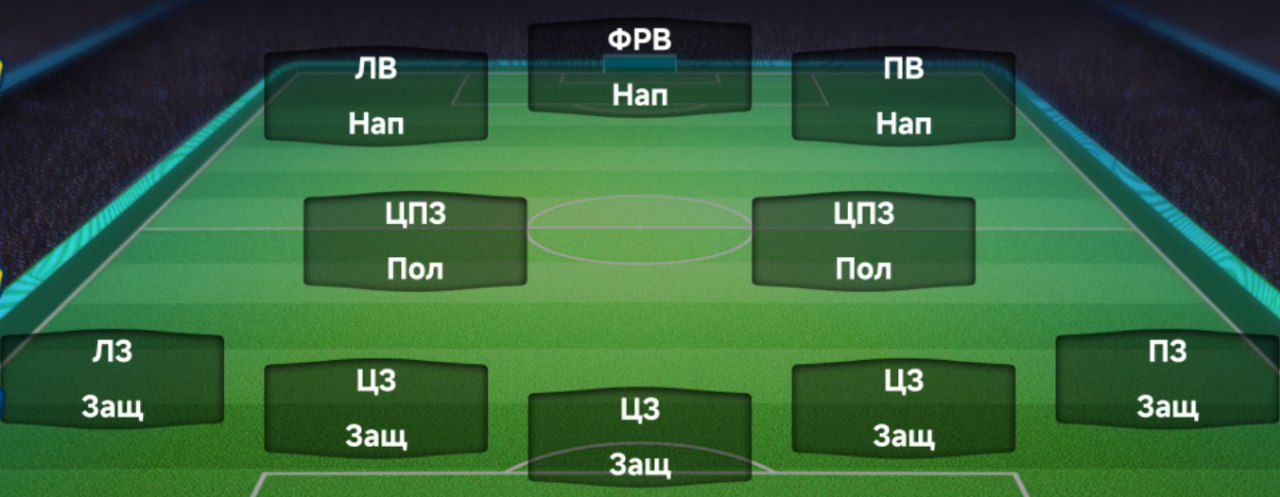 ФРВ
Нап
ЛВ
Нап
ПВ
Нап
ЦПЗ
Пол
ЦПЗ
Пол
ЛЗ
Защ
ПЗ
Защ
ЦЗ
Защ
ЦЗ
Защ
ЦЗ
Защ